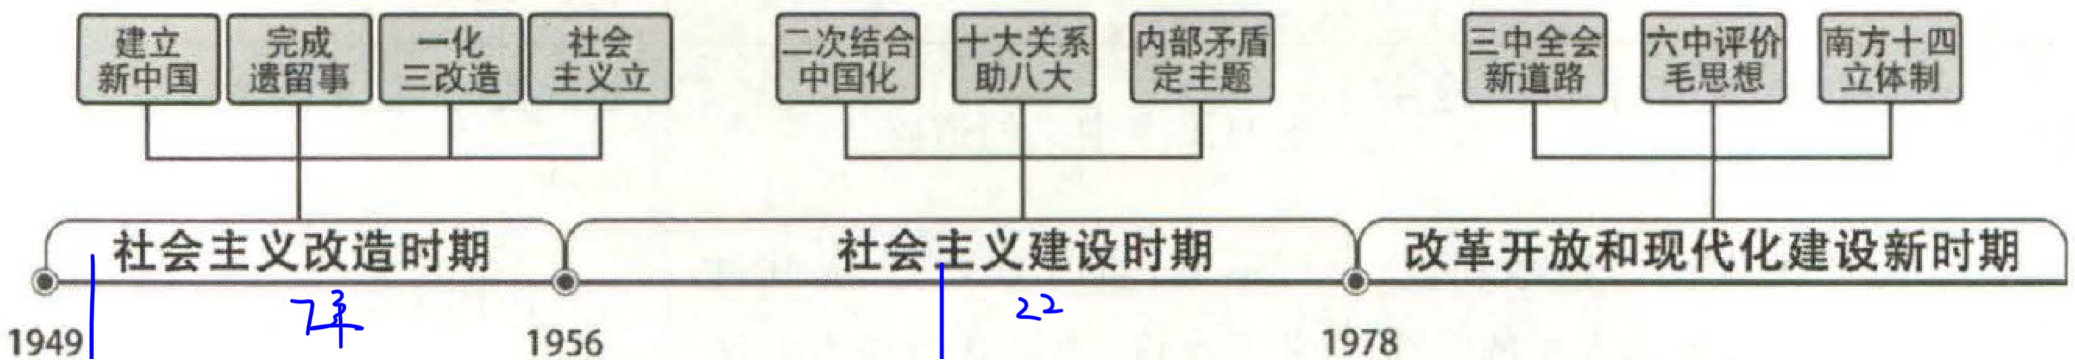 建立
新中国
完成
遗留事
一化
三改造
社会
主义立
二次结合
中国化
十大关系
助八大
内部矛盾
定主题
三中全会
新道路
六中评价
毛思想
南方十四
立体制
社会主义改造时期
社会主义建设时期
改革开放和现代化建设新时期
7年
22
1949
1956
1978